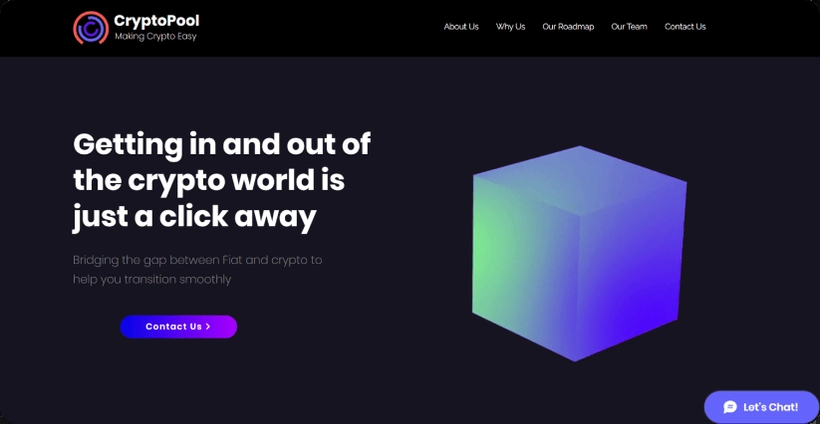 CryptoPool
Making Crypto Easy
About Us
Why Us
Our Roadmap
Our Team
Contact Us
Getting in and out of
the crypto world is
just a click away
Bridging the gap between Fiat and crypto to
help you transition smoothly
Contact Us >
Let's Chat!